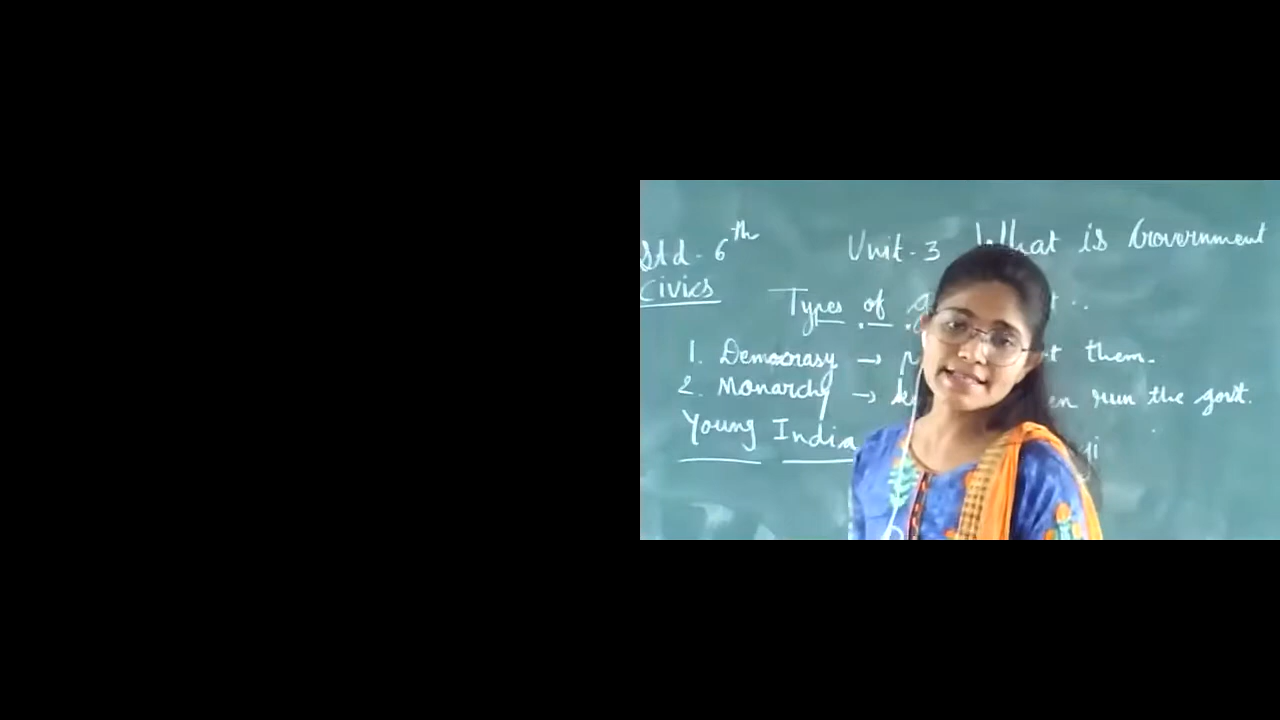 Std - 6th Unit - 3 What is Government
Civics
Types of
1. Democrasy → them.
2. Monarchy → run the govt.
Young India